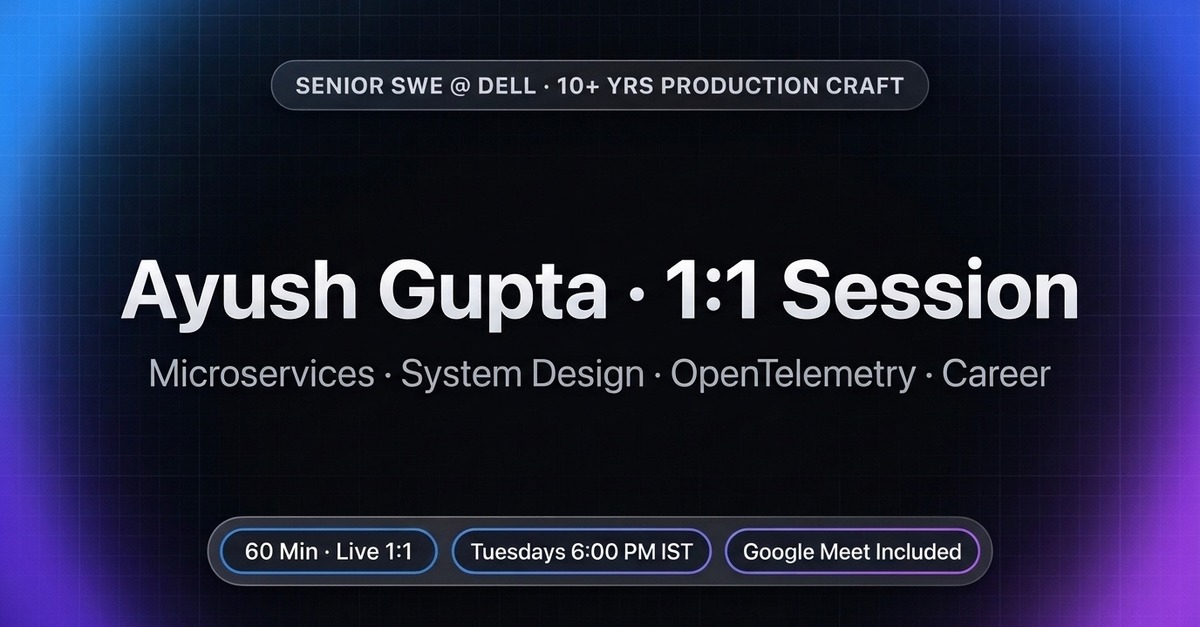 SENIOR SWE @ DELL · 10+ YRS PRODUCTION CRAFT
Ayush Gupta · 1:1 Session
Microservices · System Design · OpenTelemetry · Career
60 Min · Live 1:1
Tuesdays 6:00 PM IST
Google Meet Included